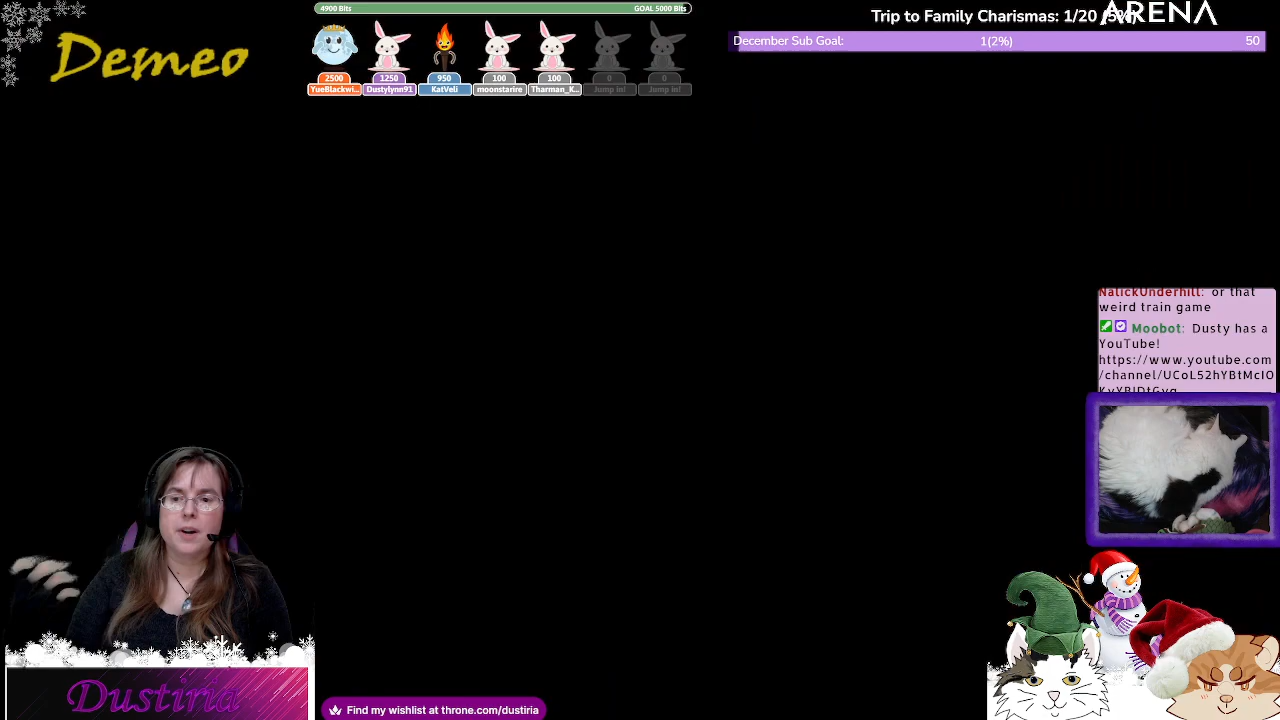 4900 Bits
GOAL 5000 Bits
Trip to Family Charismas: 1/20
ARENA
Demeo
December Sub Goal:
1(2%)
50
2500
1250
950
100
100
0
0
YueBlackwi...
Dustylynn91
KatVeli
moonstarire
Tharman_K...
Jump in!
Jump in!
NalickUnderhill: or that
weird train game
Moobot: Dusty has a
YouTube!
https://www.youtube.com
/channel/UCoL52hYBtMcIO
Dustiria
Find my wishlist at throne.com/dustiria